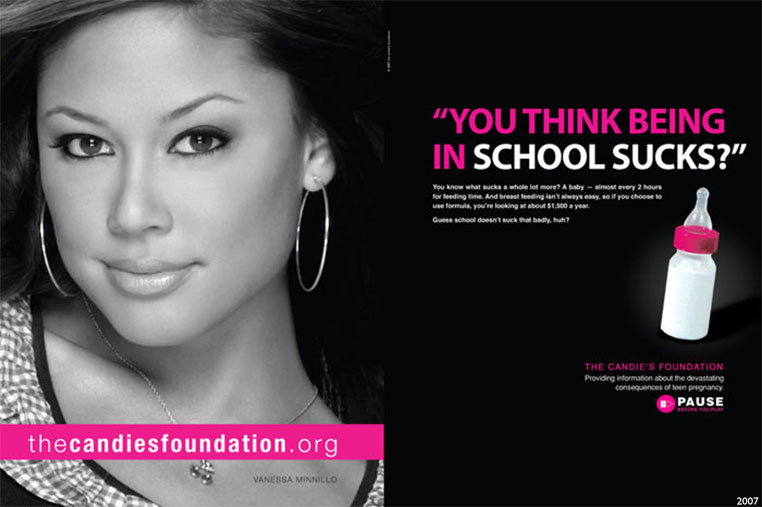 thecandiesfoundation.org
VANESSA MINNILLO
“YOU THINK BEING
IN SCHOOL SUCKS?”
You know what sucks a whole lot more? A baby — almost every 2 hours
for feeding time. And breast feeding isn't always easy, so if you choose to
use formula, you're looking at about $1,500 a year.
Guess school doesn't suck that badly, huh?
THE CANDIE'S FOUNDATION
Providing information about the devastating
consequences of teen pregnancy.
PAUSE
BEFORE YOU PLAY
2007